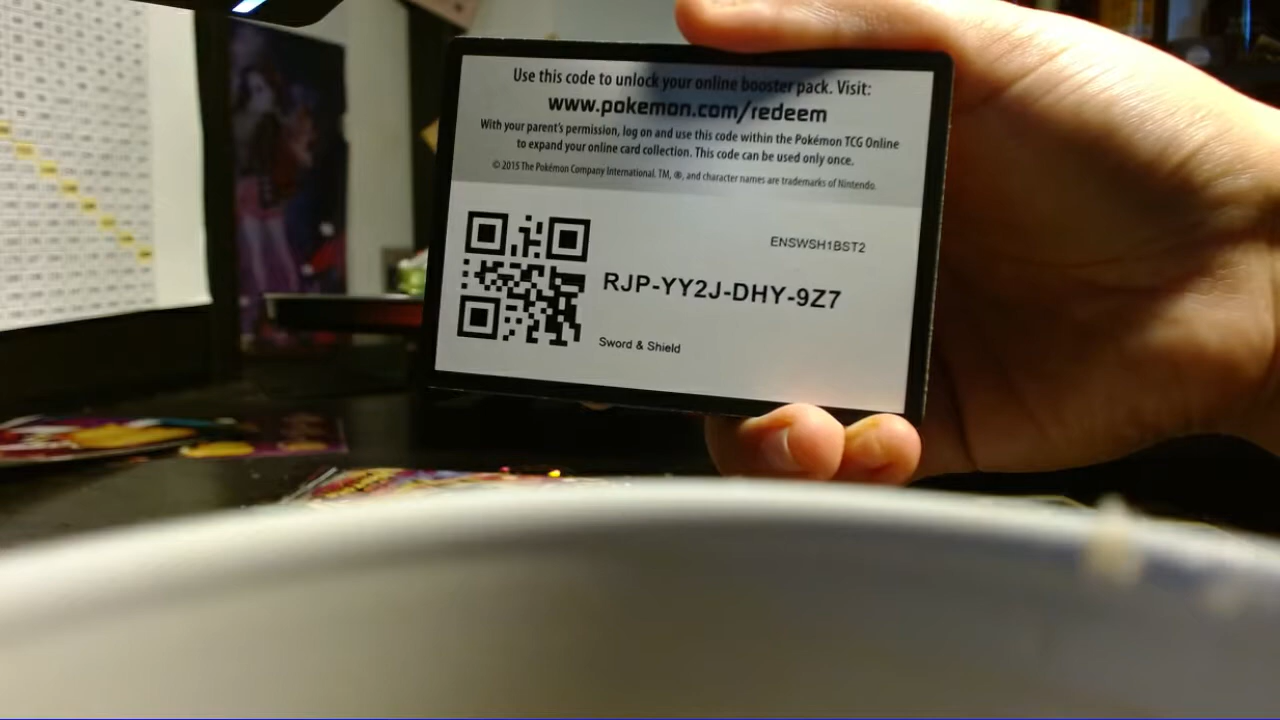 Use this code to unlock your online booster pack. Visit:
www.pokemon.com/redeem
With your parent's permission, log on and use this code within the Pokémon TCG Online
to expand your online card collection. This code can be used only once.
© 2015 The Pokémon Company International. TM, ®, and character names are trademarks of Nintendo.
ENSWSH1BST2
RJP-YY2J-DHY-9Z7
Sword & Shield